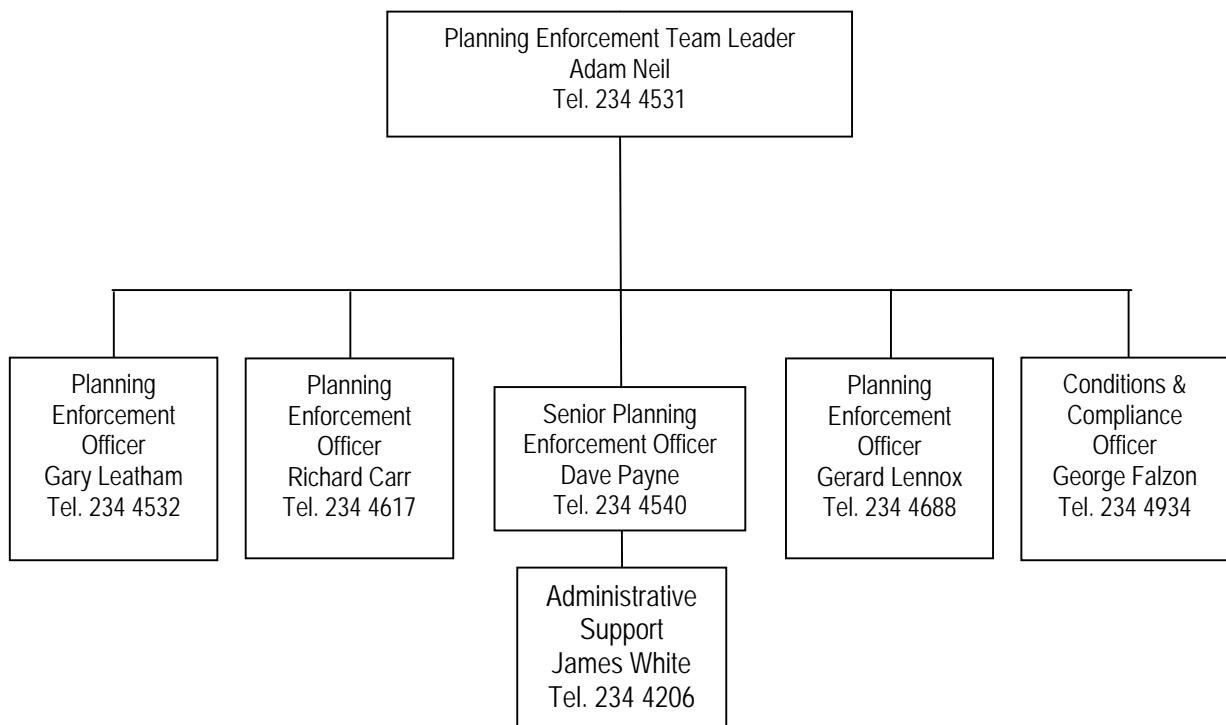 Planning Enforcement Team Leader
Adam Neil
Tel. 234 4531
Planning
Enforcement
Officer
Gary Leatham
Tel. 234 4532
Planning
Enforcement
Officer
Richard Carr
Tel. 234 4617
Senior Planning
Enforcement Officer
Dave Payne
Tel. 234 4540
Planning
Enforcement
Officer
Gerard Lennox
Tel. 234 4688
Conditions &
Compliance
Officer
George Falzon
Tel. 234 4934
Administrative
Support
James White
Tel. 234 4206